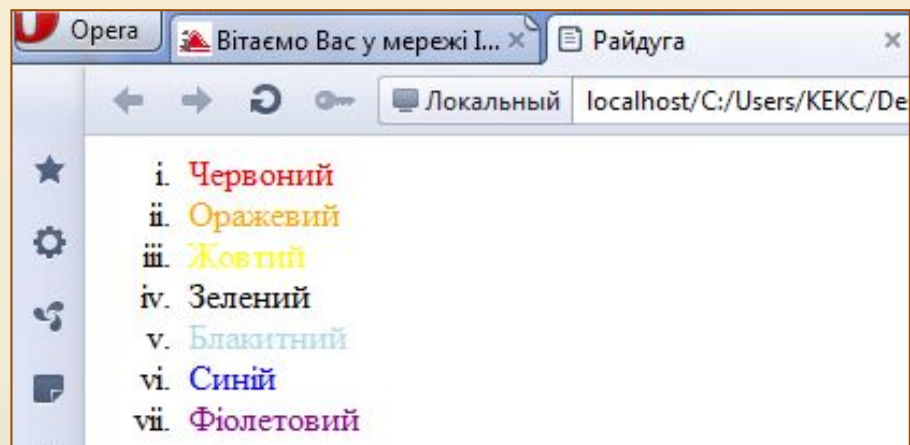 Opera Вітаємо Вас у мережі І... Райдуга
Локальный localhost/C:/Users/KEKC/De
i. Червоний
ii. Оражевий
iii. Жовтий
iv. Зелений
v. Блакитний
vi. Синій
vii. Фіолетовий